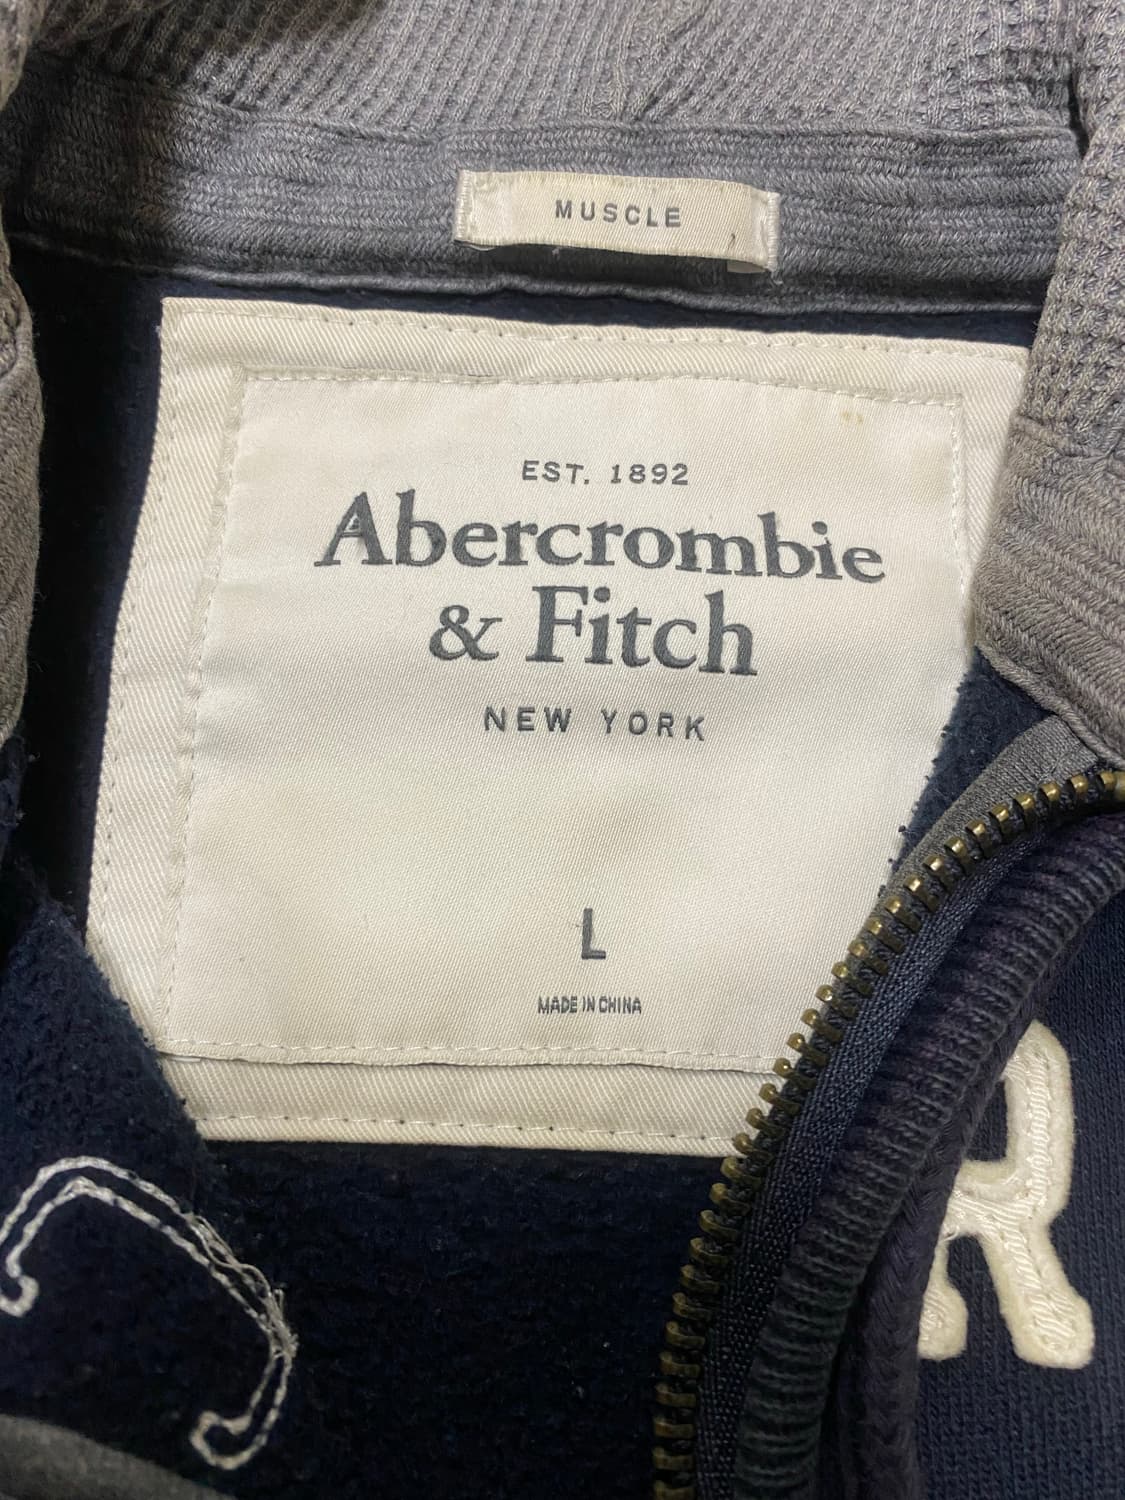 MUSCLE
EST. 1892
Abercrombie
& Fitch
NEW YORK
L
MADE IN CHINA
R